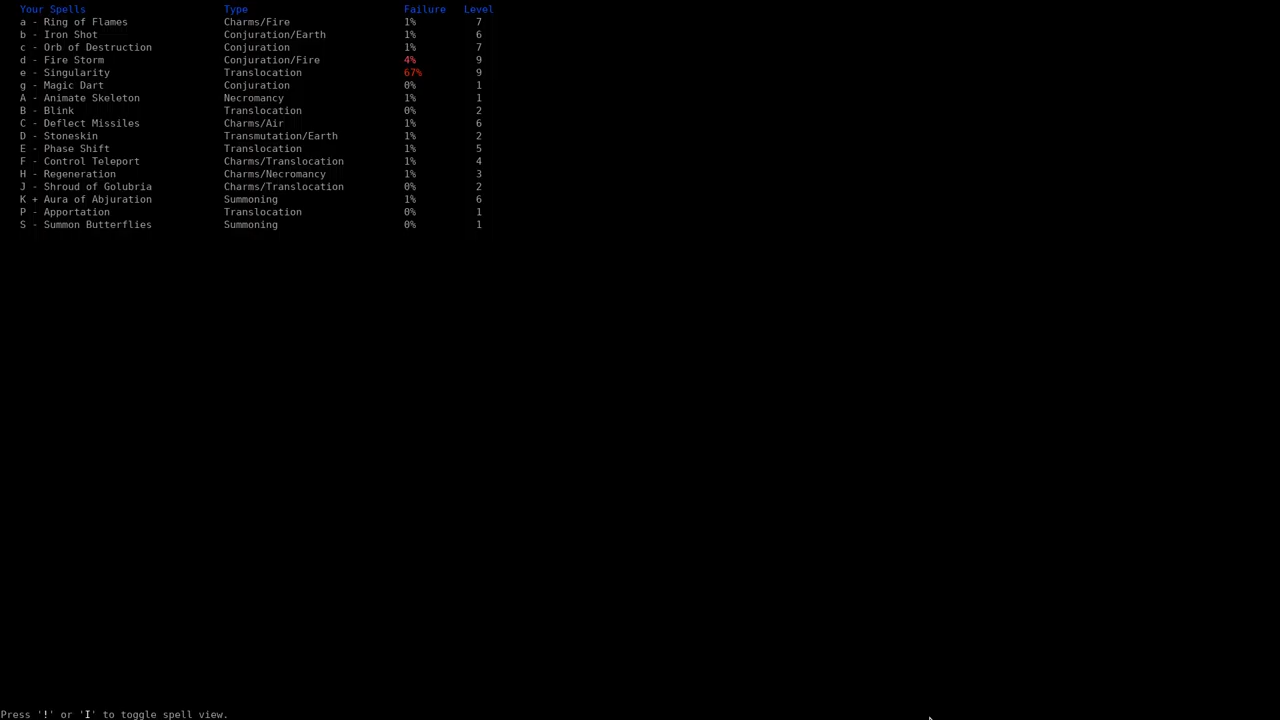 Your Spells Type Failure Level
a - Ring of Flames Charms/Fire 1% 7
b - Iron Shot Conjuration/Earth 1% 6
c - Orb of Destruction Conjuration 1% 7
d - Fire Storm Conjuration/Fire 4% 9
e - Singularity Translocation 67% 9
g - Magic Dart Conjuration 0% 1
A - Animate Skeleton Necromancy 1% 1
B - Blink Translocation 0% 2
C - Deflect Missiles Charms/Air 1% 6
D - Stoneskin Transmutation/Earth 1% 2
E - Phase Shift Translocation 1% 5
F - Control Teleport Charms/Translocation 1% 4
H - Regeneration Charms/Necromancy 1% 3
J - Shroud of Golubria Charms/Translocation 0% 2
K + Aura of Abjuration Summoning 1% 6
P - Apportation Translocation 0% 1
S - Summon Butterflies Summoning 0% 1
Press '!' or 'I' to toggle spell view.